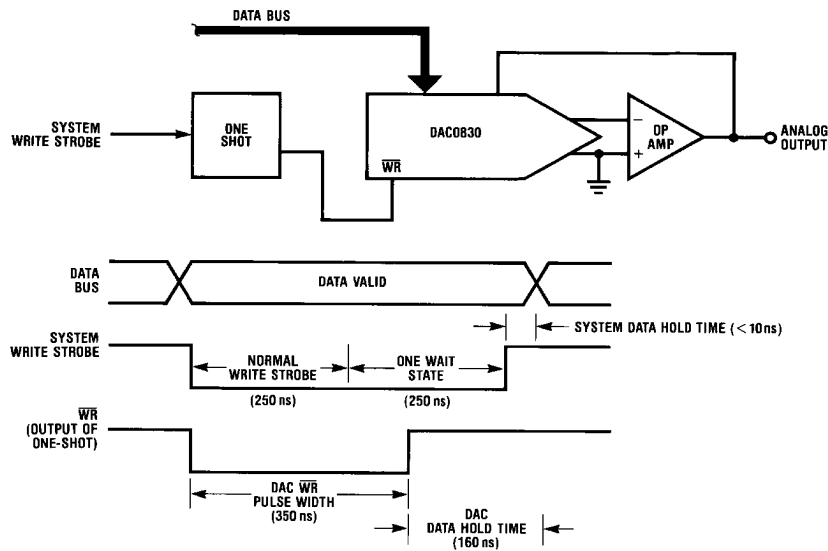 DATA BUS
SYSTEM
WRITE STROBE
ONE
SHOT
DAC0830
WR
OP
AMP
−
+
ANALOG
OUTPUT
DATA
BUS
DATA VALID
SYSTEM DATA HOLD TIME (<10 ns)
SYSTEM
WRITE STROBE
NORMAL
WRITE STROBE
(250 ns)
ONE WAIT
STATE
(250 ns)
WR
(OUTPUT OF
ONE-SHOT)
DAC WR
PULSE WIDTH
(350 ns)
DAC
DATA HOLD TIME
(160 ns)